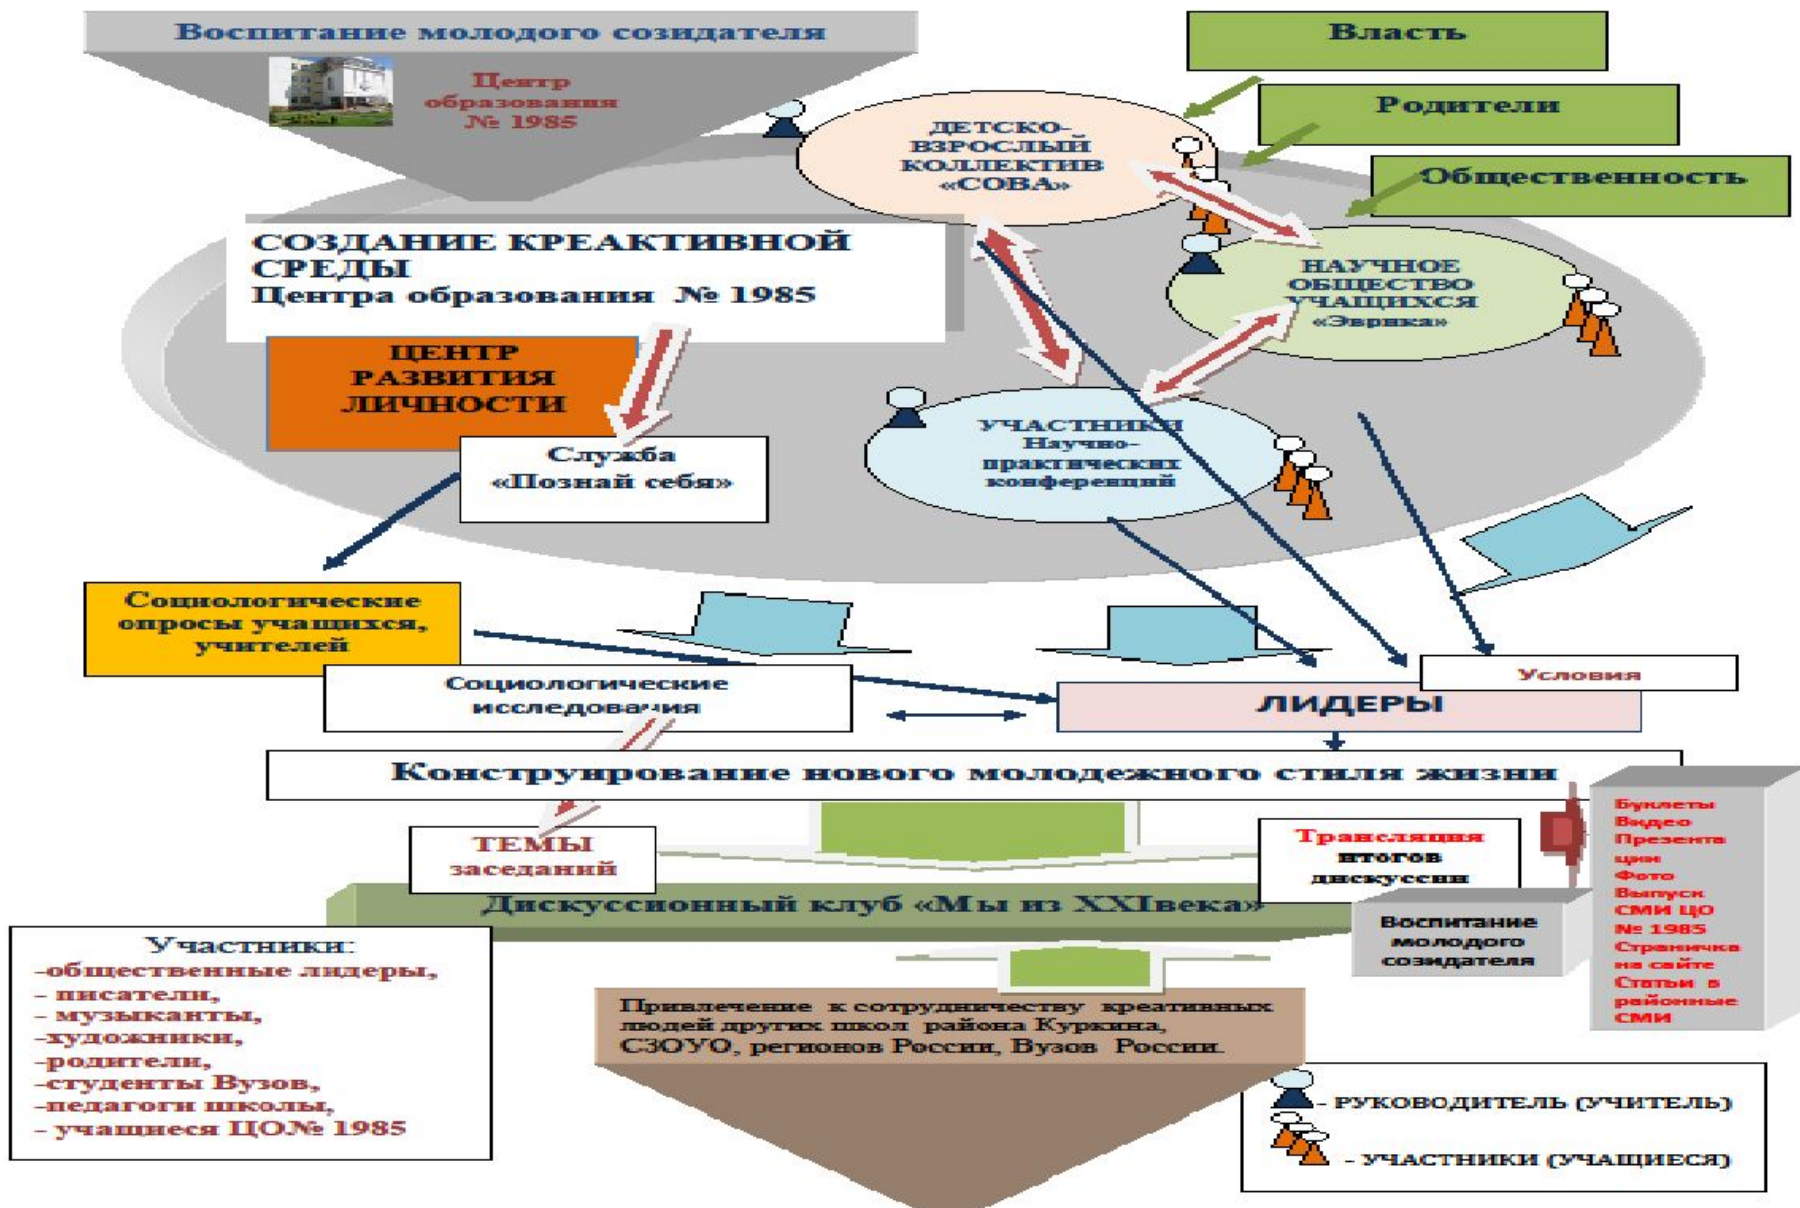 Воспитание молодого созидателя
Центр
образования
№ 1985
Власть
Родители
Общественность
ДЕТСКО-
ВЗРОСЛЫЙ
КОЛЛЕКТИВ
«СОВА»
СОЗДАНИЕ КРЕАКТИВНОЙ
СРЕДЫ
Центра образования № 1985
НАУЧНОЕ
ОБЩЕСТВО
УЧАЩИХСЯ
«Эврика»
ЦЕНТР
РАЗВИТИЯ
ЛИЧНОСТИ
УЧАСТНИКИ
Научно-
практических
конференций
Служба
«Познай себя»
Социологические
опросы учащихся,
учителей
Социологические
исследования
Условия
ЛИДЕРЫ
Конструирование нового молодежного стиля жизни
ТЕМЫ
заседаний
Трансляция
итогов
дискуссии
Буклеты
Видео
Презента
ции
Фото
Выпуск
СМИ ЦО
№ 1985
Страничка
на сайте
Статьи в
районные
СМИ
Дискуссионный клуб «Мы из XXIвека»
Воспитание
молодого
созидателя
Участники:
-общественные лидеры,
- писатели,
- музыканты,
-художники,
-родители,
-студенты Вузов,
-педагоги школы,
- учащиеся ЦО№ 1985
Привлечение к сотрудничеству креативных
людей других школ района Куркина,
СЗОУО, регионов России, Вузов России.
- РУКОВОДИТЕЛЬ (УЧИТЕЛЬ)
- УЧАСТНИКИ (УЧАЩИЕСЯ)